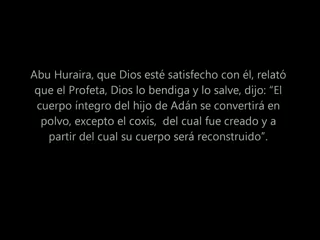 Abu Huraira, que Dios esté satisfecho con él, relató
que el Profeta, Dios lo bendiga y lo salve, dijo: “El
cuerpo íntegro del hijo de Adán se convertirá en
polvo, excepto el coxis,  del cual fue creado y a
partir del cual su cuerpo será reconstruido”.